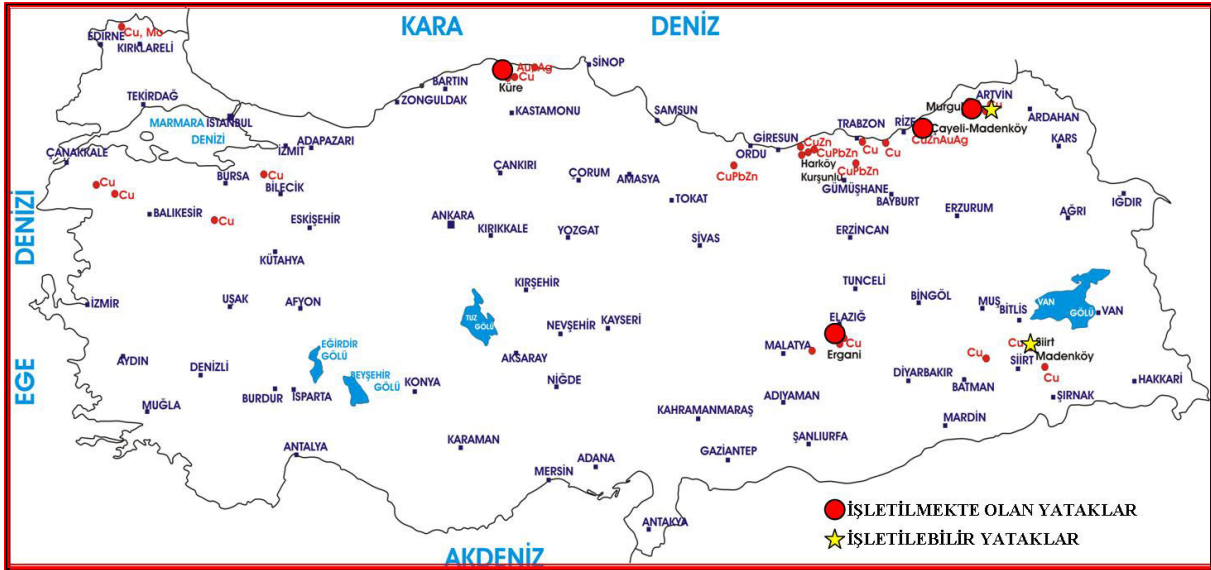 KARA DENİZ
Cu, Mo
EDİRNE
KIRKLARELİ
SİNOP
AuAg
Cu
BARTIN
Küre
ZONGULDAK
KASTAMONU
TEKİRDAĞ
İSTANBUL
MARMARA
DENİZİ
ADAPAZARI
İZMİT
SAMSUN
ARTVİN
Murgul
Cu
ARDAHAN
RİZE
Çayeli-Madenköy
CuZnAuAg
KARS
TRABZON
GİRESUN
ORDU
CuZn
CuPbZn
Cu
Cu
CuPbZn
Harköy
Kurşunlu
CuPbZn
GÜMÜŞHANE
BAYBURT
ÇANAKKALE
BURSA
Cu
BİLECİK
ÇANKIRI
ÇORUM
AMASYA
TOKAT
Cu
Cu
BALIKESİR
Cu
ESKİŞEHİR
ANKARA
KIRIKKALE
YOZGAT
SİVAS
ERZİNCAN
ERZURUM
AĞRI
IĞDIR
EGE DENİZİ
KÜTAHYA
KIRŞEHİR
TUNCELİ
BİNGÖL
MUŞ
BİTLİS
VAN
GÖLÜ
VAN
İZMİR
UŞAK
AFYON
TUZ
GÖLÜ
NEVŞEHİR
KAYSERİ
ELAZIĞ
Cu
Ergani
MALATYA
Cu
Siirt
Madenköy
Cu
SİİRT
Cu
EĞİRDİR
GÖLÜ
AKSARAY
AYDIN
DENİZLİ
BEYŞEHİR
GÖLÜ
KONYA
NİĞDE
DİYARBAKIR
BATMAN
HAKKARİ
ŞIRNAK
BURDUR
ISPARTA
MUĞLA
ADIYAMAN
KAHRAMANMARAŞ
MARDİN
ANTALYA
KARAMAN
ADANA
MERSİN
GAZİANTEP
ŞANLIURFA
ANTAKYA
AKDENİZ
İŞLETİLMEKTE OLAN YATAKLAR
İŞLETİLEBİLİR YATAKLAR